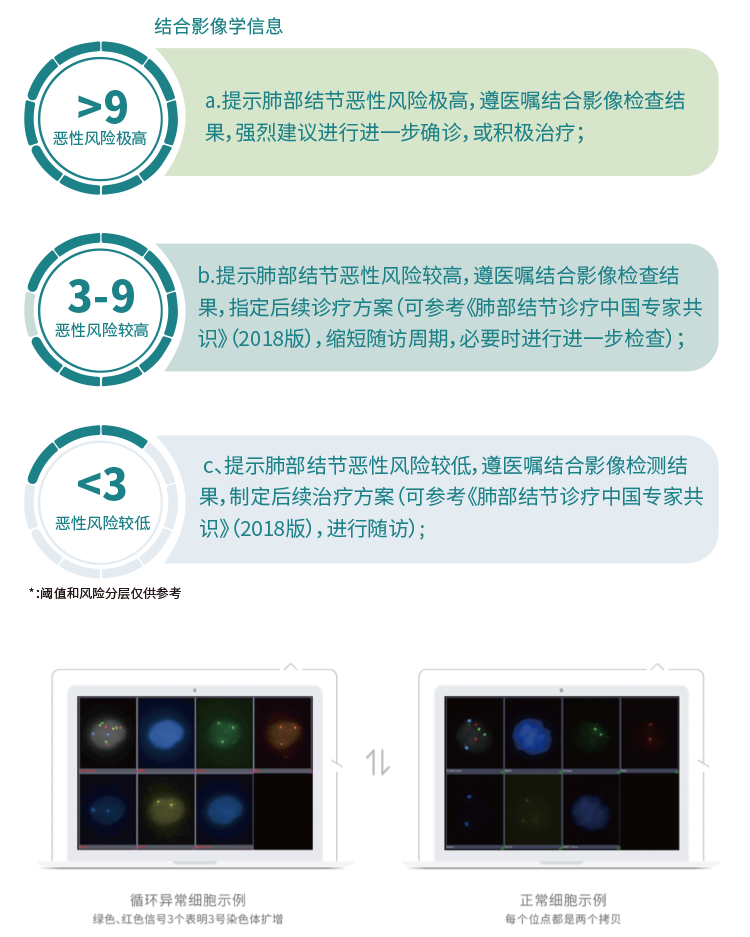 结合影像学信息
>9
恶性风险极高
a.提示肺部结节恶性风险极高，遵医嘱结合影像检查结
果，强烈建议进行进一步确诊，或积极治疗；
3-9
恶性风险较高
b.提示肺部结节恶性风险较高，遵医嘱结合影像检查结
果，指定后续诊疗方案（可参考《肺部结节诊疗中国专家共
识》（2018版），缩短随访周期，必要时进行进一步检查）；
<3
恶性风险较低
c、提示肺部结节恶性风险较低，遵医嘱结合影像检测结
果，制定后续治疗方案（可参考《肺部结节诊疗中国专家共
识》（2018版），进行随访）；
*：阈值和风险分层仅供参考
循环异常细胞示例
绿色、红色信号3个表明3号染色体扩增
正常细胞示例
每个位点都是两个拷贝